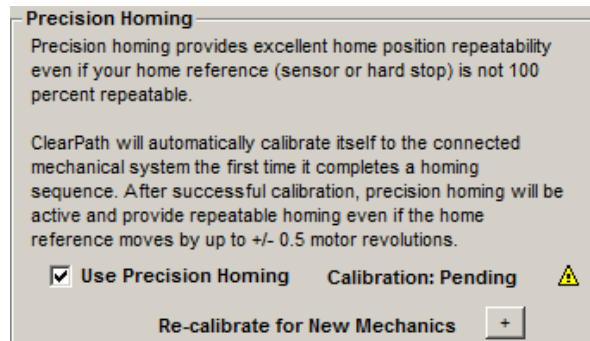 Precision Homing
Precision homing provides excellent home position repeatability
even if your home reference (sensor or hard stop) is not 100
percent repeatable.
ClearPath will automatically calibrate itself to the connected
mechanical system the first time it completes a homing
sequence. After successful calibration, precision homing will be
active and provide repeatable homing even if the home
reference moves by up to +/- 0.5 motor revolutions.
Use Precision Homing Calibration: Pending
Re-calibrate for New Mechanics +